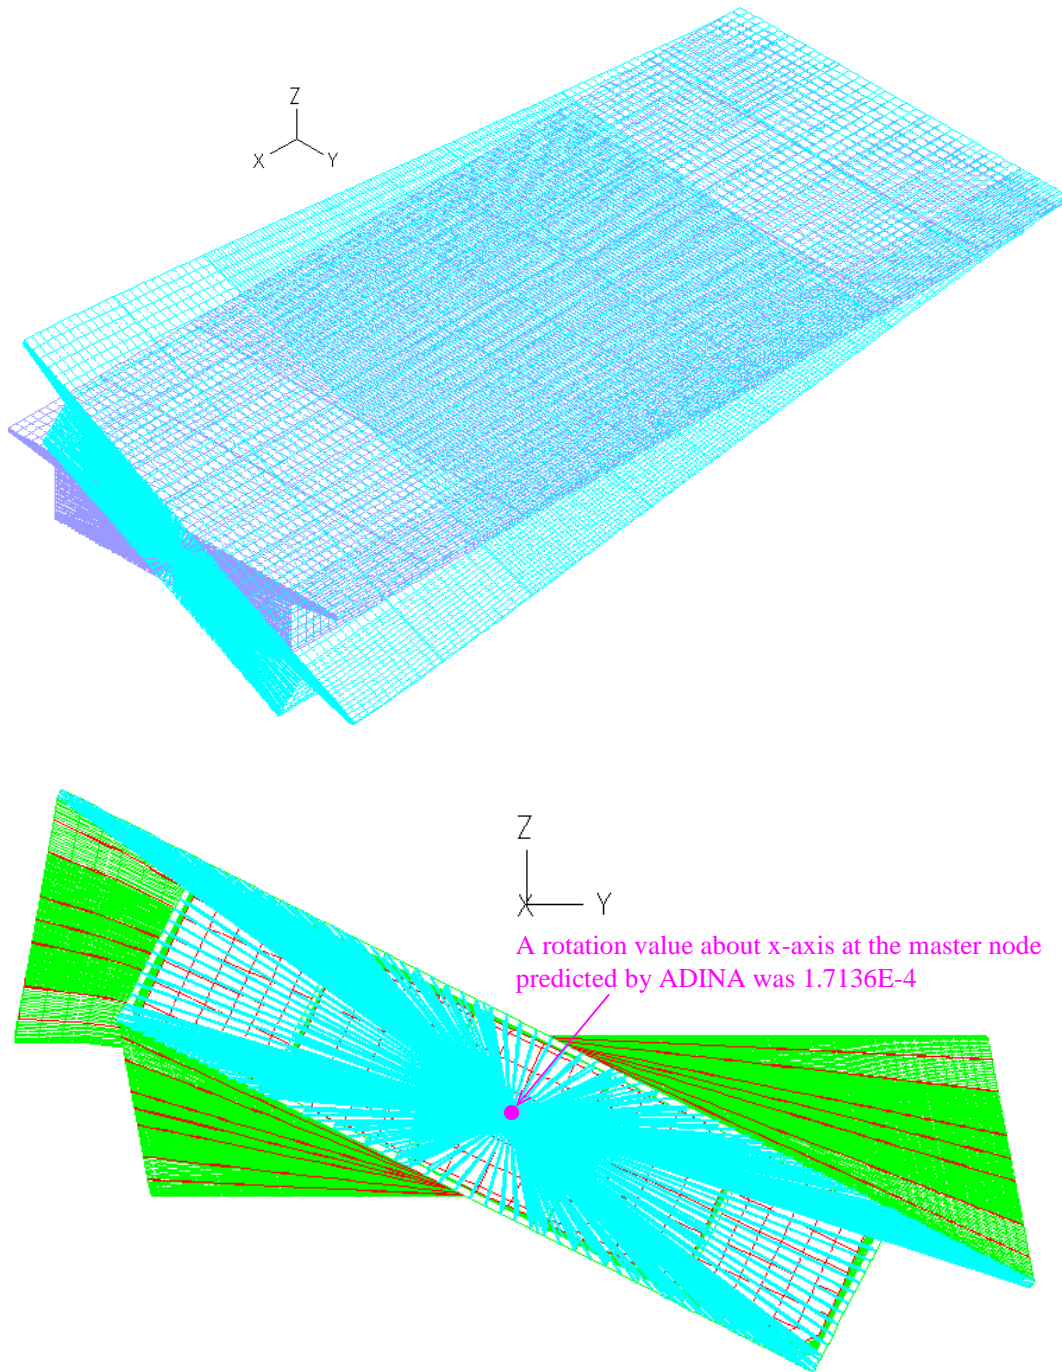 Z
X Y
Z
X Y
A rotation value about x-axis at the master node
predicted by ADINA was 1.7136E-4